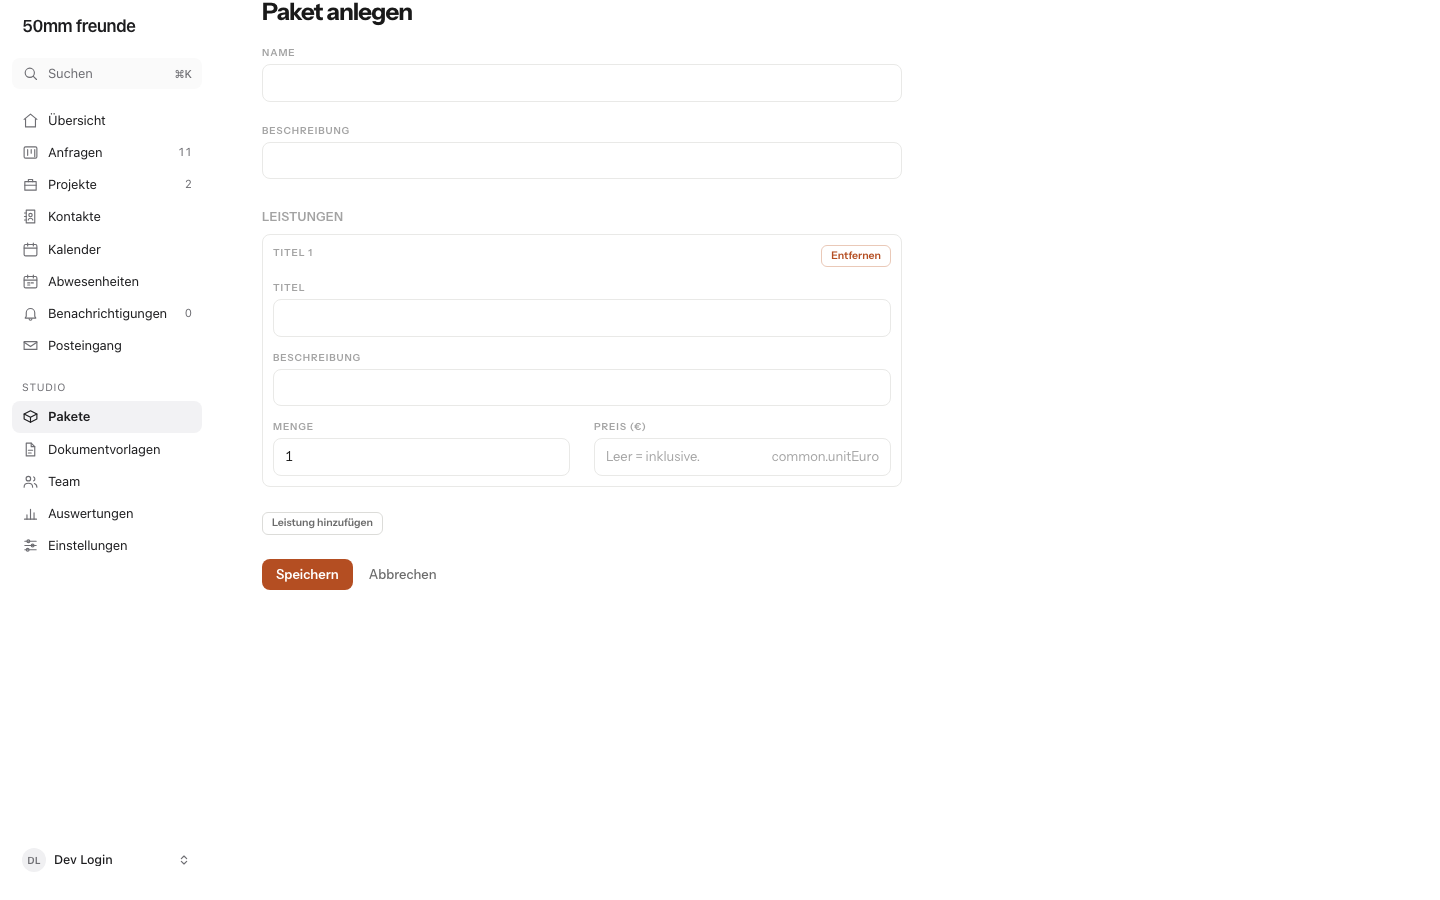 50mm freunde
Suchen ⌘K
Übersicht
Anfragen 11
Projekte 2
Kontakte
Kalender
Abwesenheiten
Benachrichtigungen 0
Posteingang
STUDIO
Pakete
Dokumentvorlagen
Team
Auswertungen
Einstellungen
DL Dev Login
Paket anlegen
NAME
BESCHREIBUNG
LEISTUNGEN
TITEL 1 Entfernen
TITEL
BESCHREIBUNG
MENGE PREIS (€)
1 Leer = inklusive. common.unitEuro
Leistung hinzufügen
Speichern Abbrechen